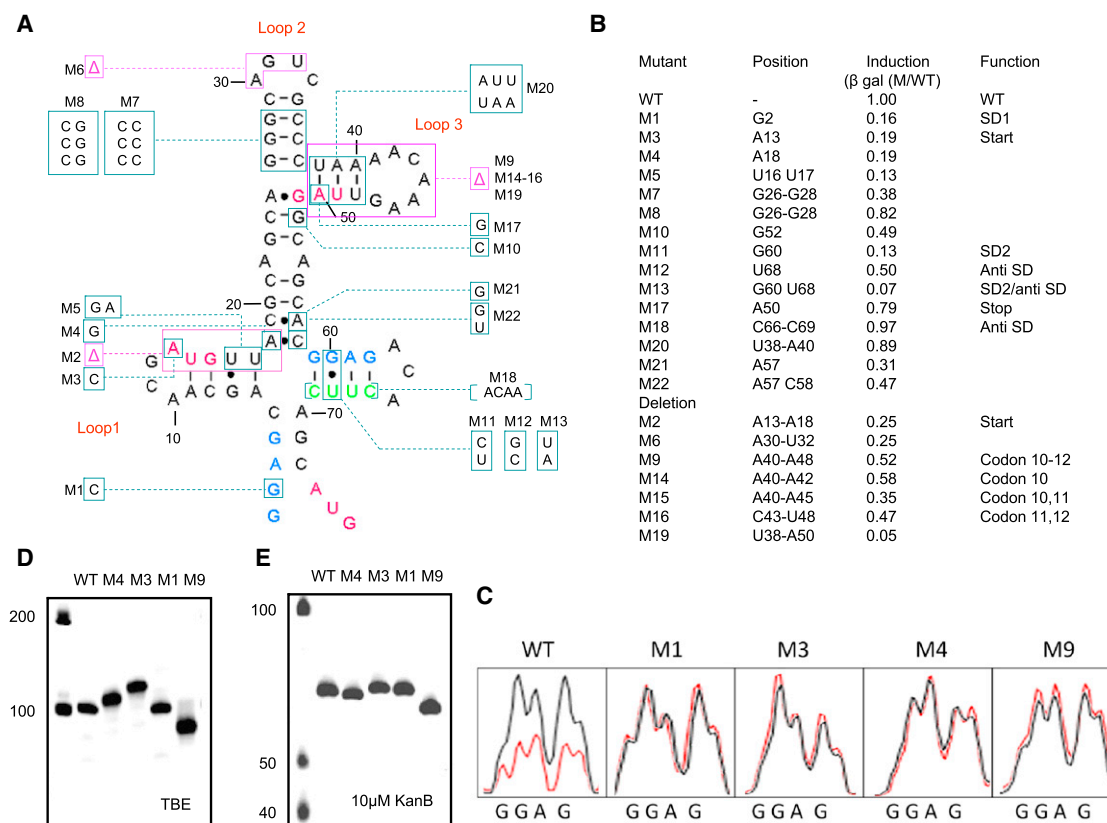 A
Loop 2
M6 Δ
30
A G U
C
C G
C G
G C
G C
G C
M8 M7
C G C C
C G C C
C G C C
A U U
U A A
M20
Loop 3
40
U A A A A C
A
G A U U G A A
50
M9
M14-16
M19
Δ
G M17
C M10
A G
C G
G C
A A
C G
G C
C A
A C
20
G M21
G
U
M22
M5 G A
M4 G
M2 Δ
M3 C
A U G U U
G
C
A
C A A G A
10
Loop1
60
G G A G
A
C
A
C U U C
M18
ACAA
70
C A
G G
A C
G A
G U
G
M11 M12 M13
C G U
U C A
M1 C
B
Mutant Position Induction Function
(β gal (M/WT)
WT - 1.00 WT
M1 G2 0.16 SD1
M3 A13 0.19 Start
M4 A18 0.19
M5 U16 U17 0.13
M7 G26-G28 0.38
M8 G26-G28 0.82
M10 G52 0.49
M11 G60 0.13 SD2
M12 U68 0.50 Anti SD
M13 G60 U68 0.07 SD2/anti SD
M17 A50 0.79 Stop
M18 C66-C69 0.97 Anti SD
M20 U38-A40 0.89
M21 A57 0.31
M22 A57 C58 0.47
Deletion
M2 A13-A18 0.25 Start
M6 A30-U32 0.25
M9 A40-A48 0.52 Codon 10-12
M14 A40-A42 0.58 Codon 10
M15 A40-A45 0.35 Codon 10,11
M16 C43-U48 0.47 Codon 11,12
M19 U38-A50 0.05
D
WT M4 M3 M1 M9
200
100
TBE
E
WT M4 M3 M1 M9
100
50
40
10μM KanB
C
WT M1 M3 M4 M9
G G A G G G A G G G A G G G A G G G A G